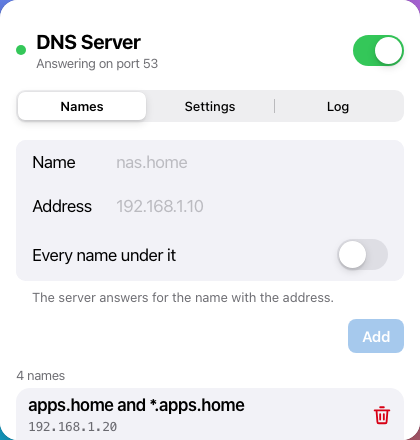 DNS Server
Answering on port 53
Names Settings Log
Name nas.home
Address 192.168.1.10
Every name under it
The server answers for the name with the address.
Add
4 names
apps.home and *.apps.home
192.168.1.20